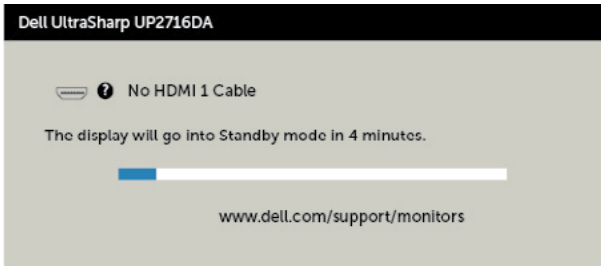 Dell UltraSharp UP2716DA
? No HDMI 1 Cable
The display will go into Standby mode in 4 minutes.
www.dell.com/support/monitors